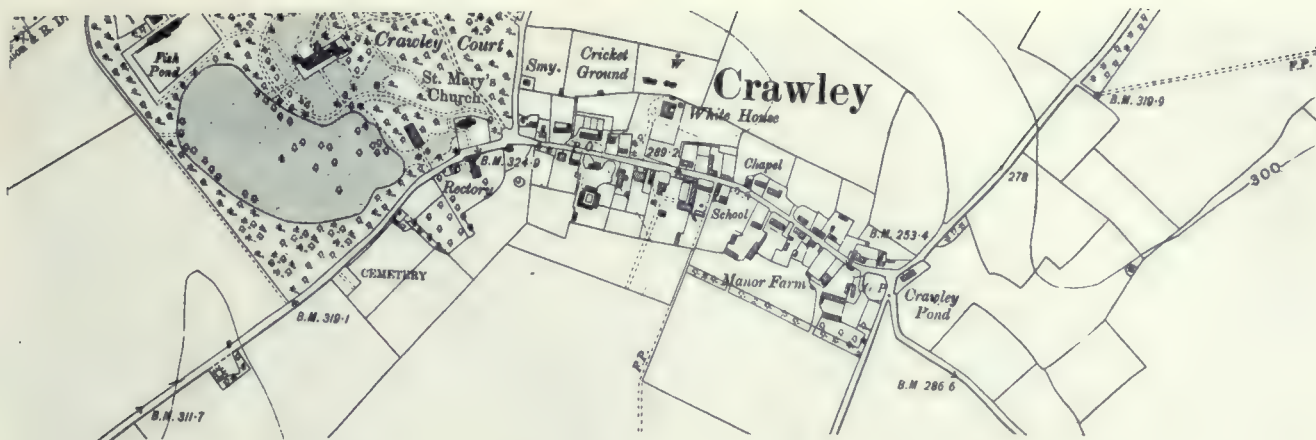 Fish
Pond
Crawley Court
St. Mary's
Church
Smy.
Cricket
Ground
W
Crawley
White House
F.P.
B.M. 319·9
B.M. 324·9
P.O.
289·2
Chapel
278
300
Rectory
School
B.M. 253·4
CEMETERY
Manor Farm
P
Crawley
Pond
B.M. 319·1
F.P.
B.M. 286·6
B.M. 311·7